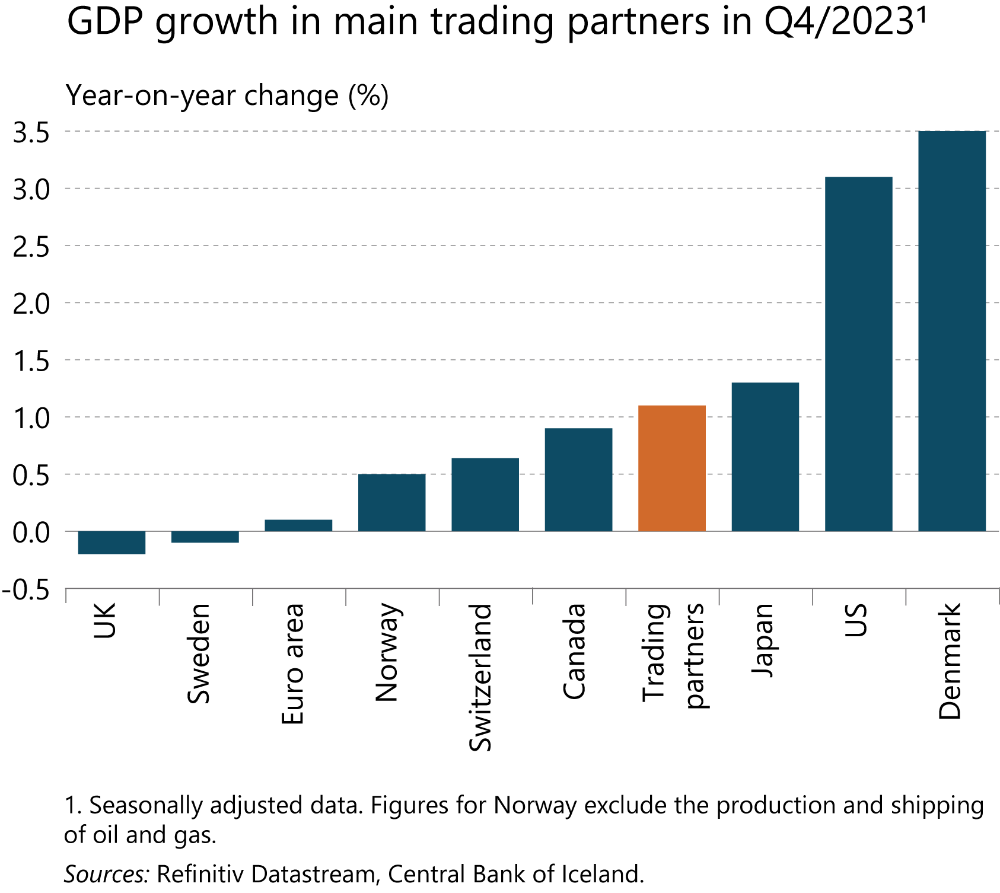 GDP growth in main trading partners in Q4/2023¹
Year-on-year change (%)
3.5
3.0
2.5
2.0
1.5
1.0
0.5
0.0
-0.5
UK
Sweden
Euro area
Norway
Switzerland
Canada
Trading
partners
Japan
US
Denmark
1. Seasonally adjusted data. Figures for Norway exclude the production and shipping
of oil and gas.
Sources: Refinitiv Datastream, Central Bank of Iceland.